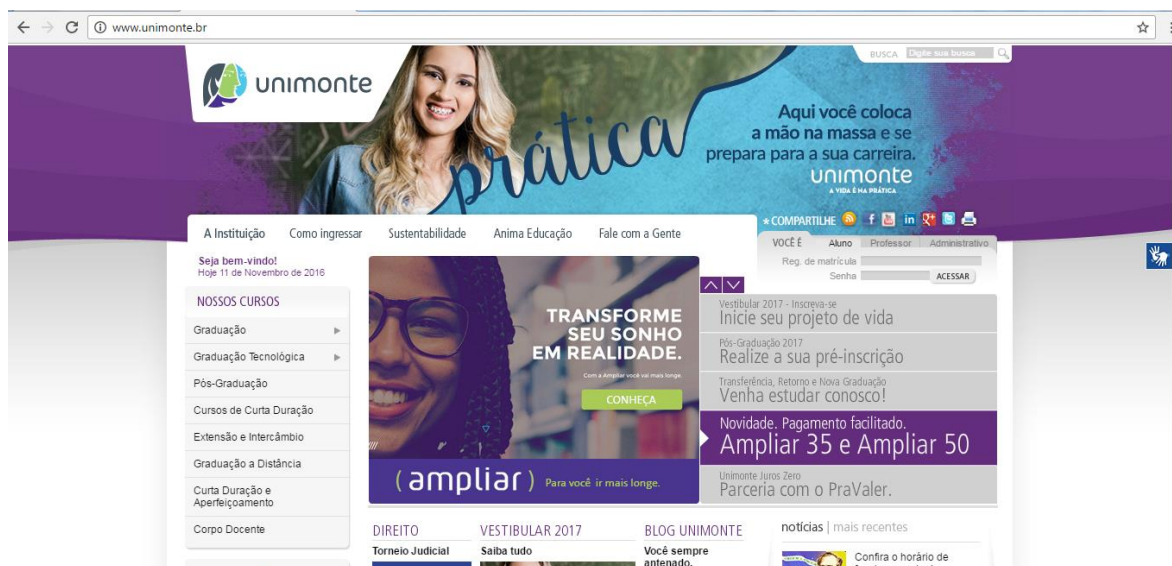 www.unimonte.br
unimonte
BUSCA Digite sua busca
prática
Aqui você coloca
a mão na massa e se
prepara para a sua carreira.
unimonte
A VIDA É NA PRÁTICA
A Instituição Como ingressar Sustentabilidade Anima Educação Fale com a Gente
* COMPARTILHE
VOCÊ É Aluno Professor Administrativo
Reg. de matrícula
Senha ACESSAR
Seja bem-vindo!
Hoje 11 de Novembro de 2016
NOSSOS CURSOS
Graduação
Graduação Tecnológica
Pós-Graduação
Cursos de Curta Duração
Extensão e Intercâmbio
Graduação a Distância
Curta Duração e
Aperfeiçoamento
Corpo Docente
TRANSFORME
SEU SONHO
EM REALIDADE.
Com a Ampliar você vai mais longe.
CONHEÇA
(ampliar) Para você ir mais longe.
Vestibular 2017 - Inscreva-se
Inicie seu projeto de vida
Pós-Graduação 2017
Realize a sua pré-inscrição
Transferência, Retorno e Nova Graduação
Venha estudar conosco!
Novidade. Pagamento facilitado.
Ampliar 35 e Ampliar 50
Unimonte Juros Zero
Parceria com o PraValer.
DIREITO
Torneio Judicial
VESTIBULAR 2017
Saiba tudo
BLOG UNIMONTE
Você sempre
antenado.
notícias | mais recentes
Confira o horário de